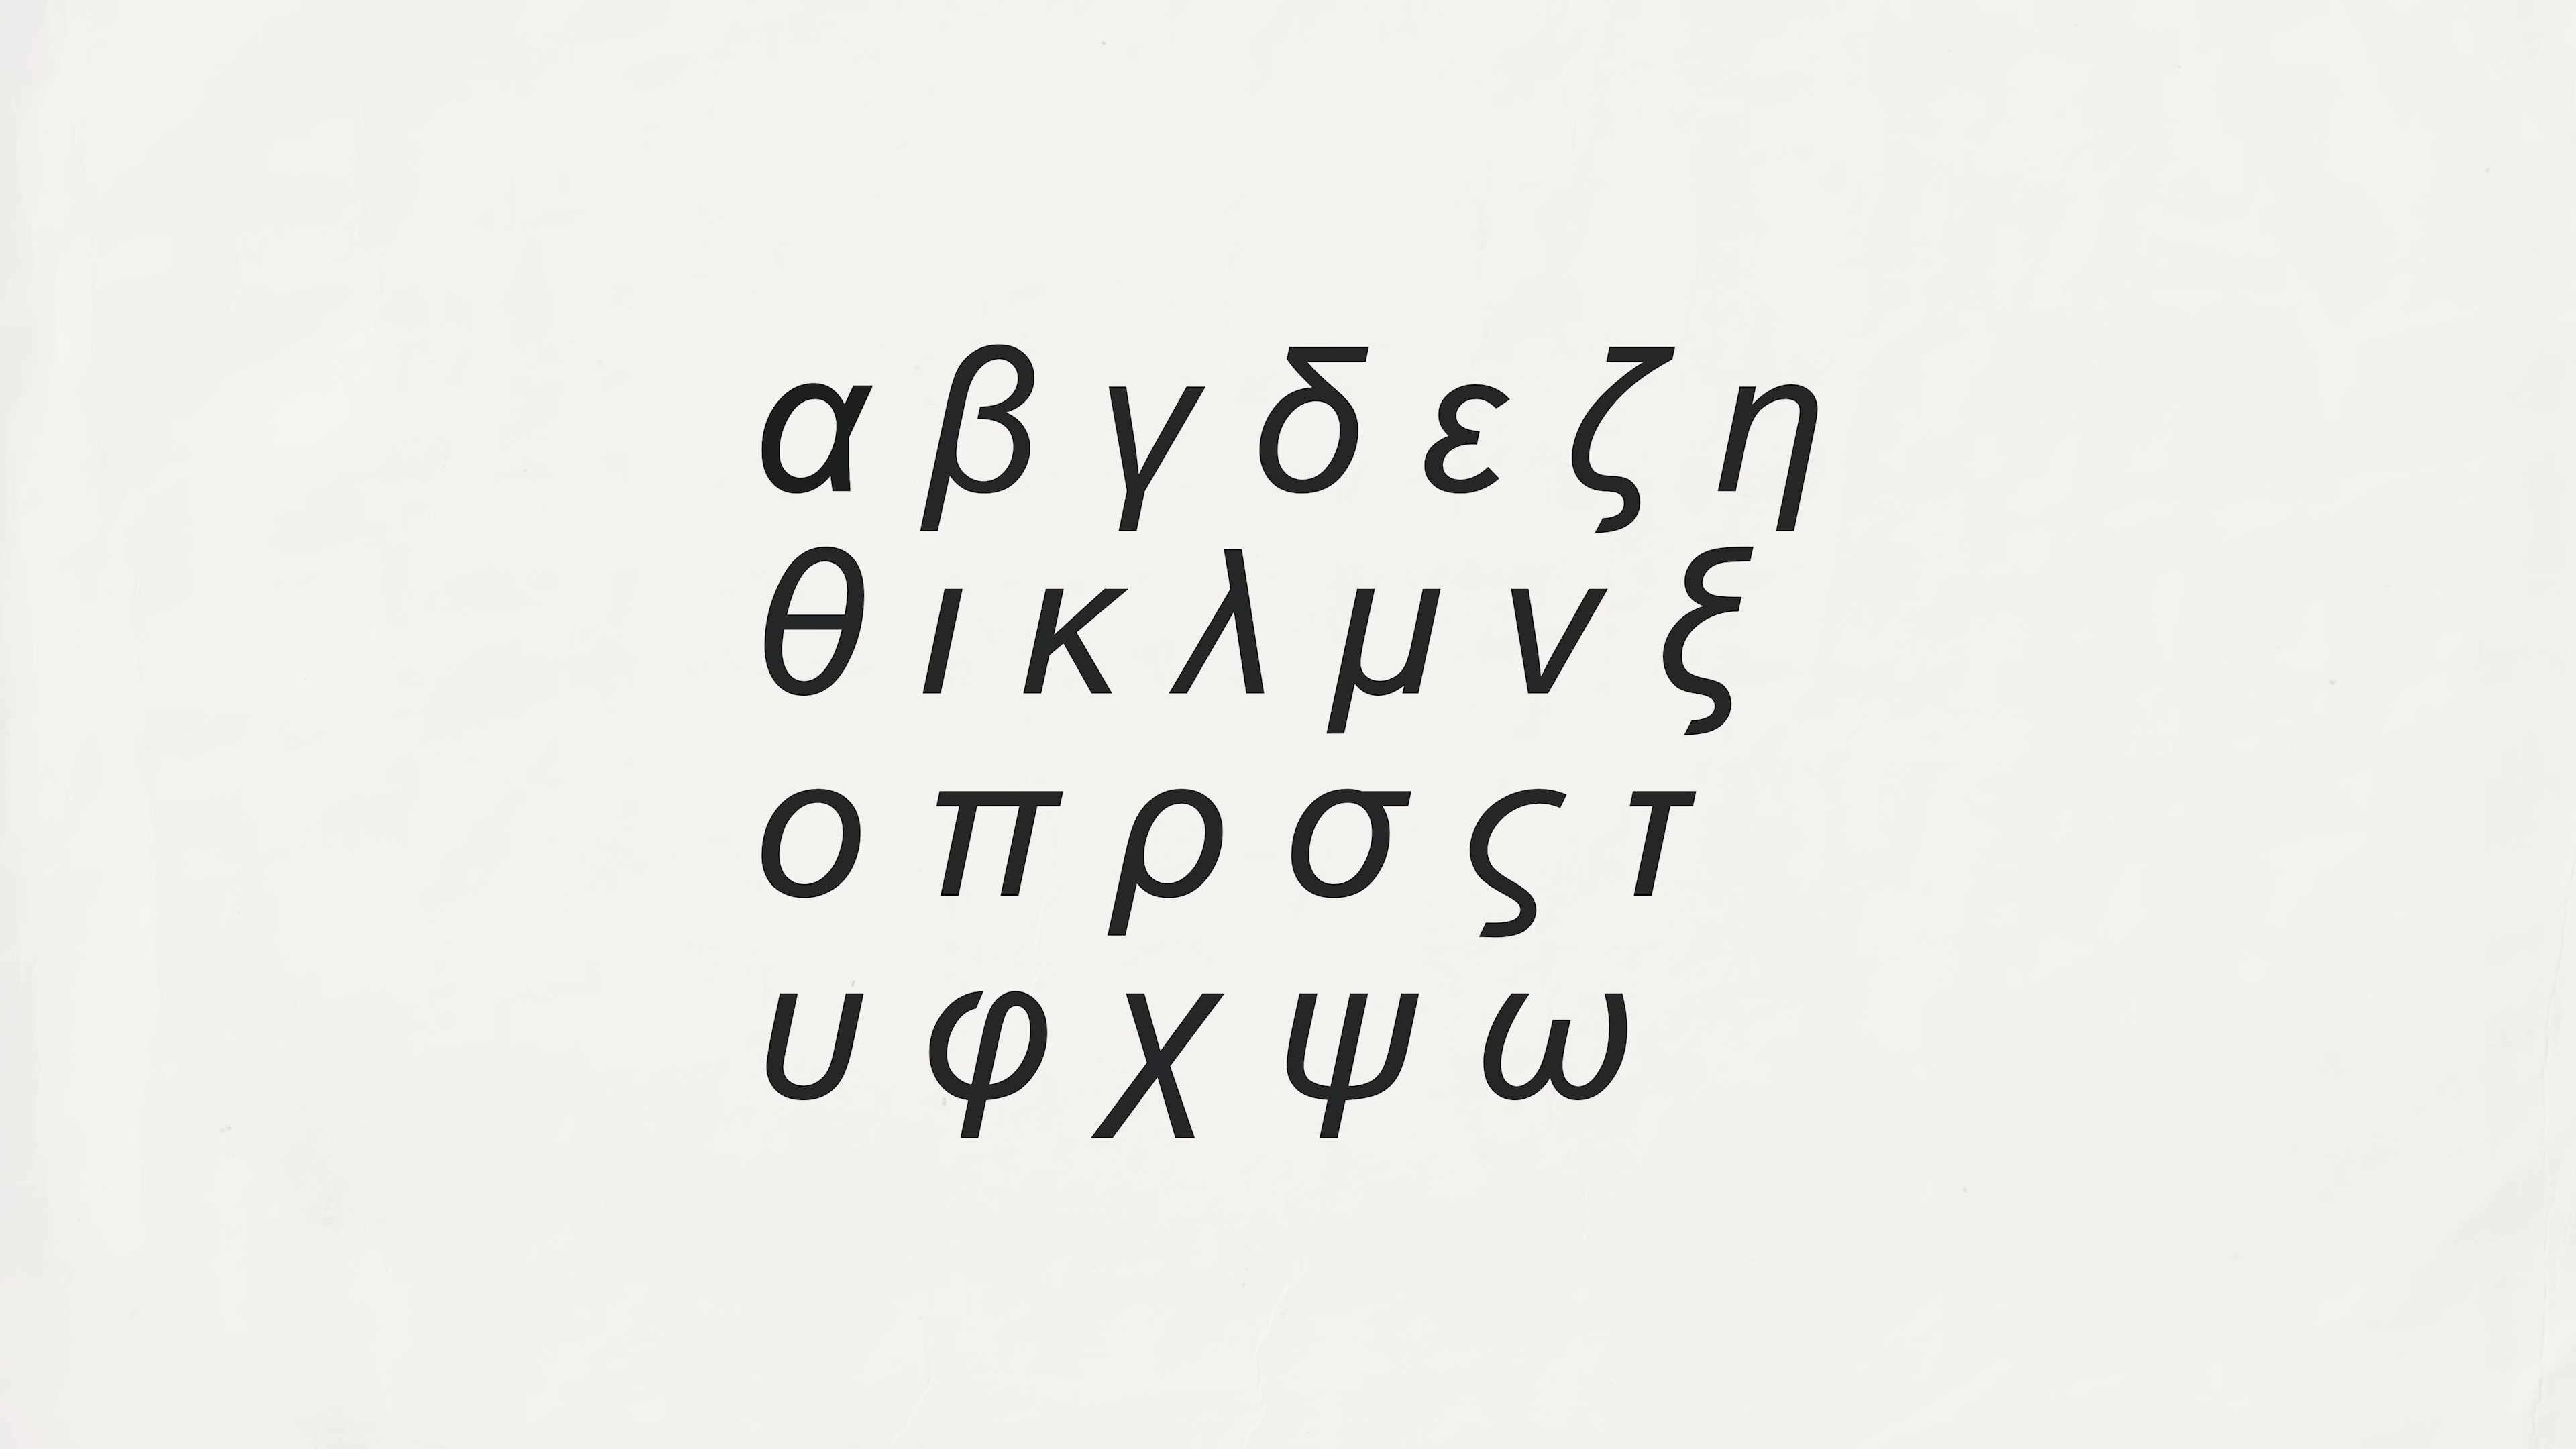 α β γ δ ε ζ η
θ ι κ λ μ ν ξ
ο π ρ σ ς τ
υ φ χ ψ ω